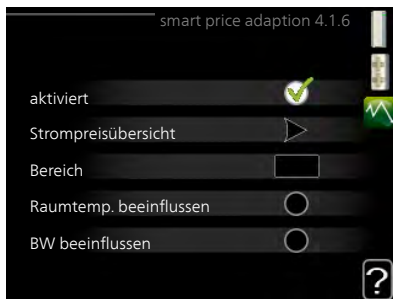 smart price adaption 4.1.6
aktiviert
Strompreisübersicht
Bereich
Raumtemp. beeinflussen
BW beeinflussen
?